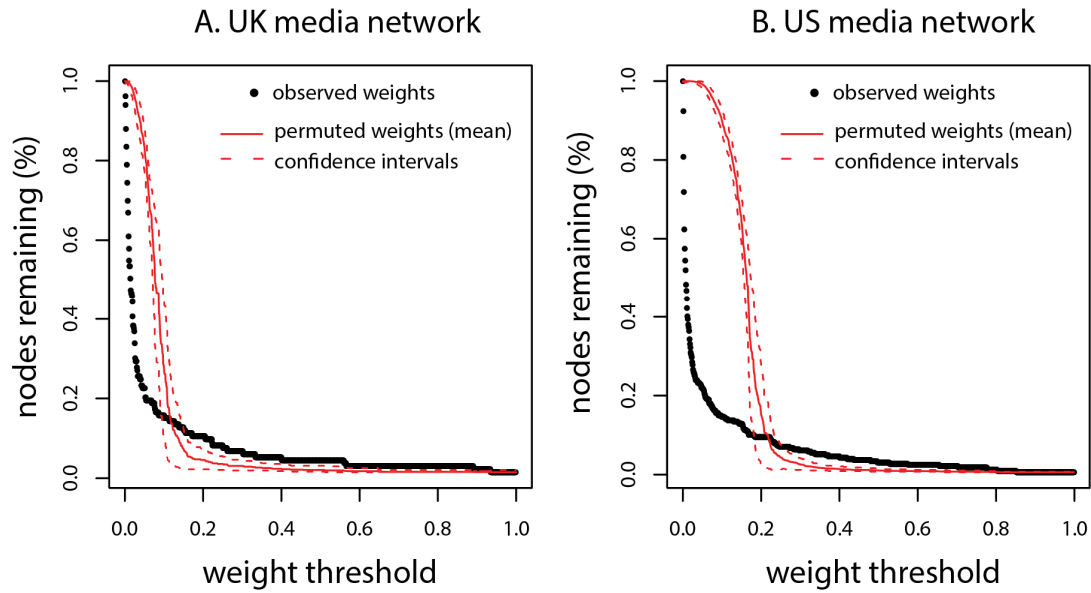 A. UK media network
observed weights
permuted weights (mean)
confidence intervals
nodes remaining (%)
1.0
0.8
0.6
0.4
0.2
0.0
0.0 0.2 0.4 0.6 0.8 1.0
weight threshold
B. US media network
observed weights
permuted weights (mean)
confidence intervals
nodes remaining (%)
1.0
0.8
0.6
0.4
0.2
0.0
0.0 0.2 0.4 0.6 0.8 1.0
weight threshold